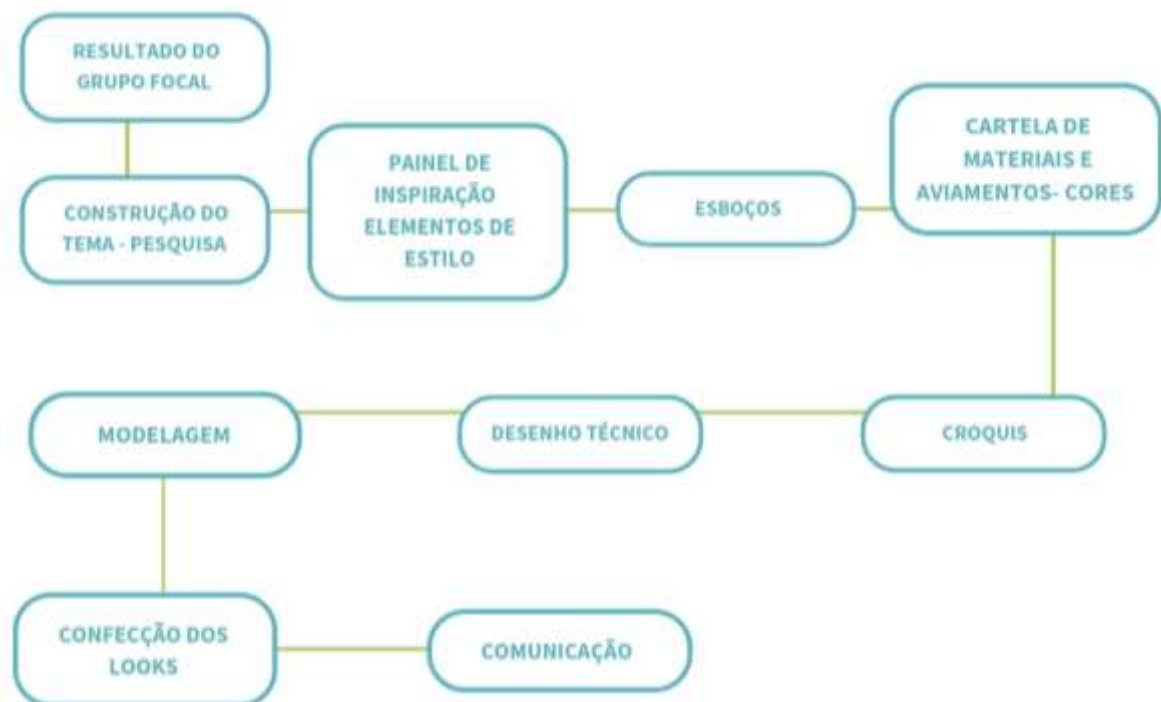 RESULTADO DO
GRUPO FOCAL
CONSTRUÇÃO DO
TEMA - PESQUISA
PAINEL DE
INSPIRAÇÃO
ELEMENTOS DE
ESTILO
ESBOÇOS
CARTELA DE
MATERIAIS E
AVIAMENTOS- CORES
CROQUIS
DESENHO TÉCNICO
MODELAGEM
CONFECÇÃO DOS
LOOKS
COMUNICAÇÃO